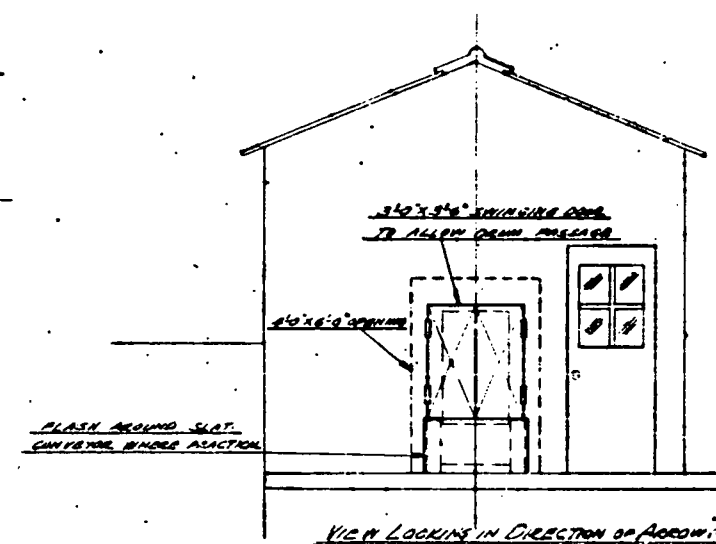 3'-0" X 3'-6" SWINGING DOOR
TO ALLOW DRUM PASSAGE
4'-0" X 6'-0" OPENING
FLASH AROUND SLAT
CONVEYOR WHERE PRACTICAL
VIEW LOOKING IN DIRECTION OF ARROW